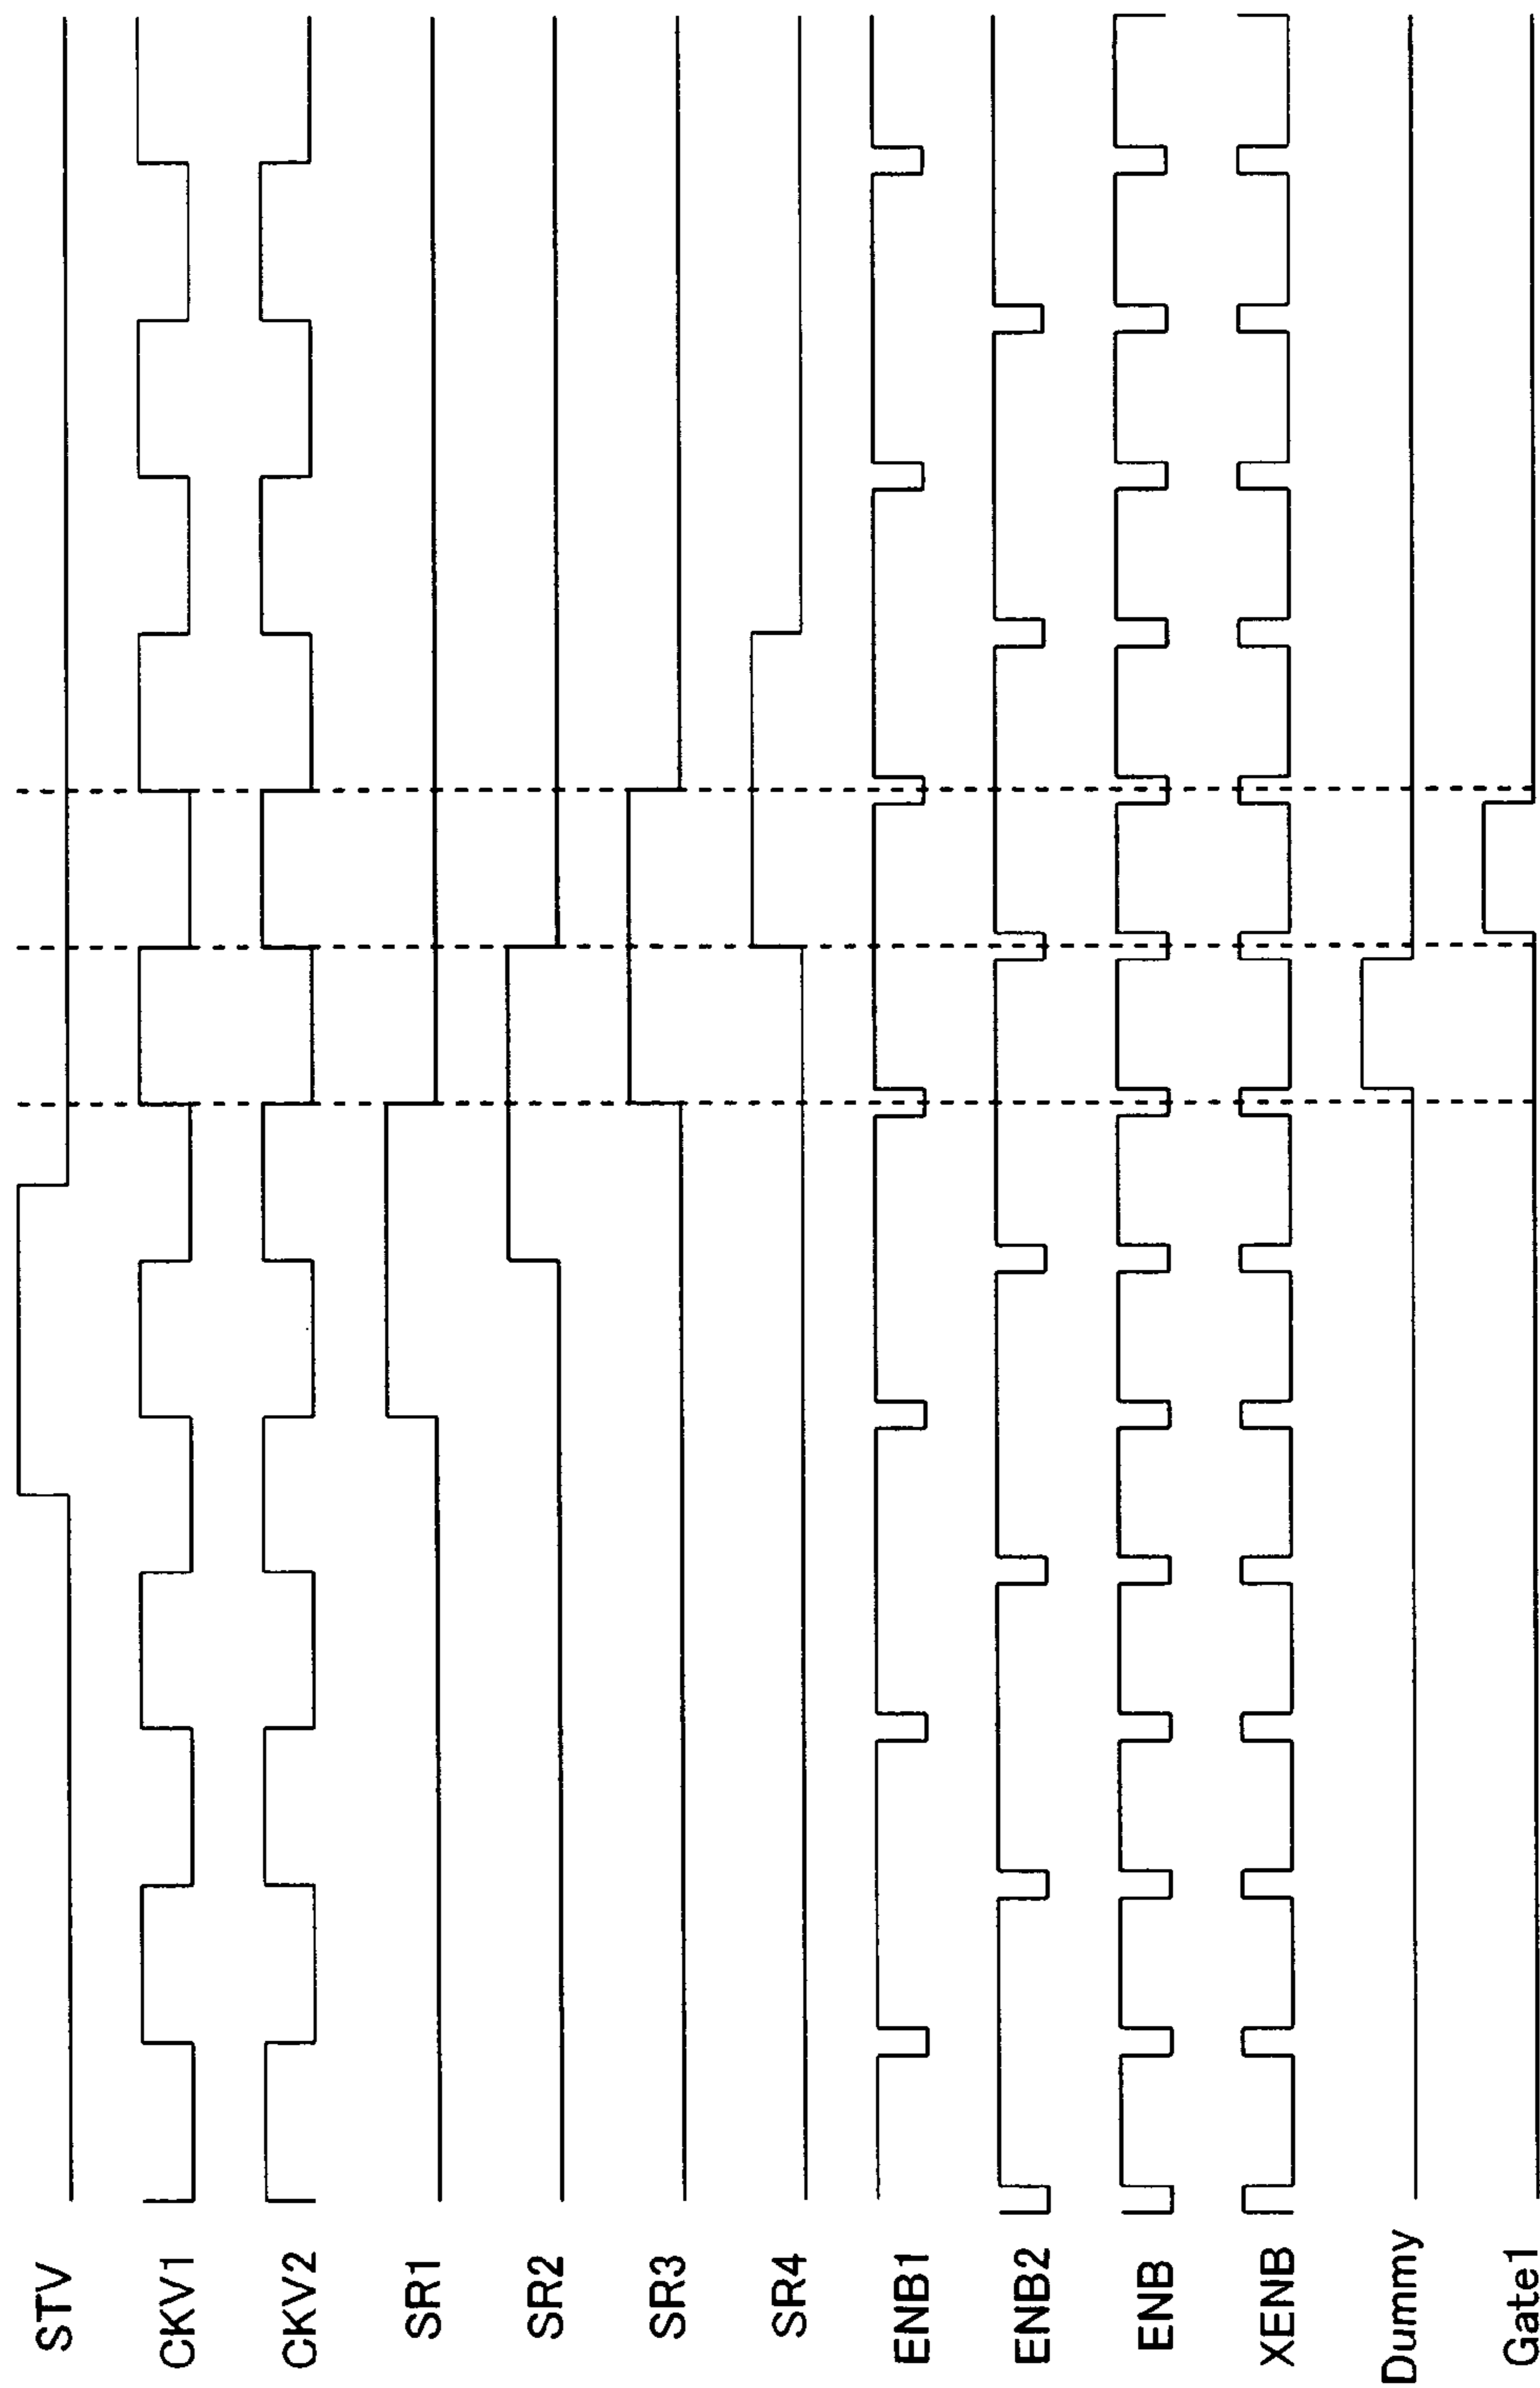 STV
CKV1
CKV2
SR1
SR2
SR3
SR4
ENB1
ENB2
ENB
XENB
Dummy
Gate1